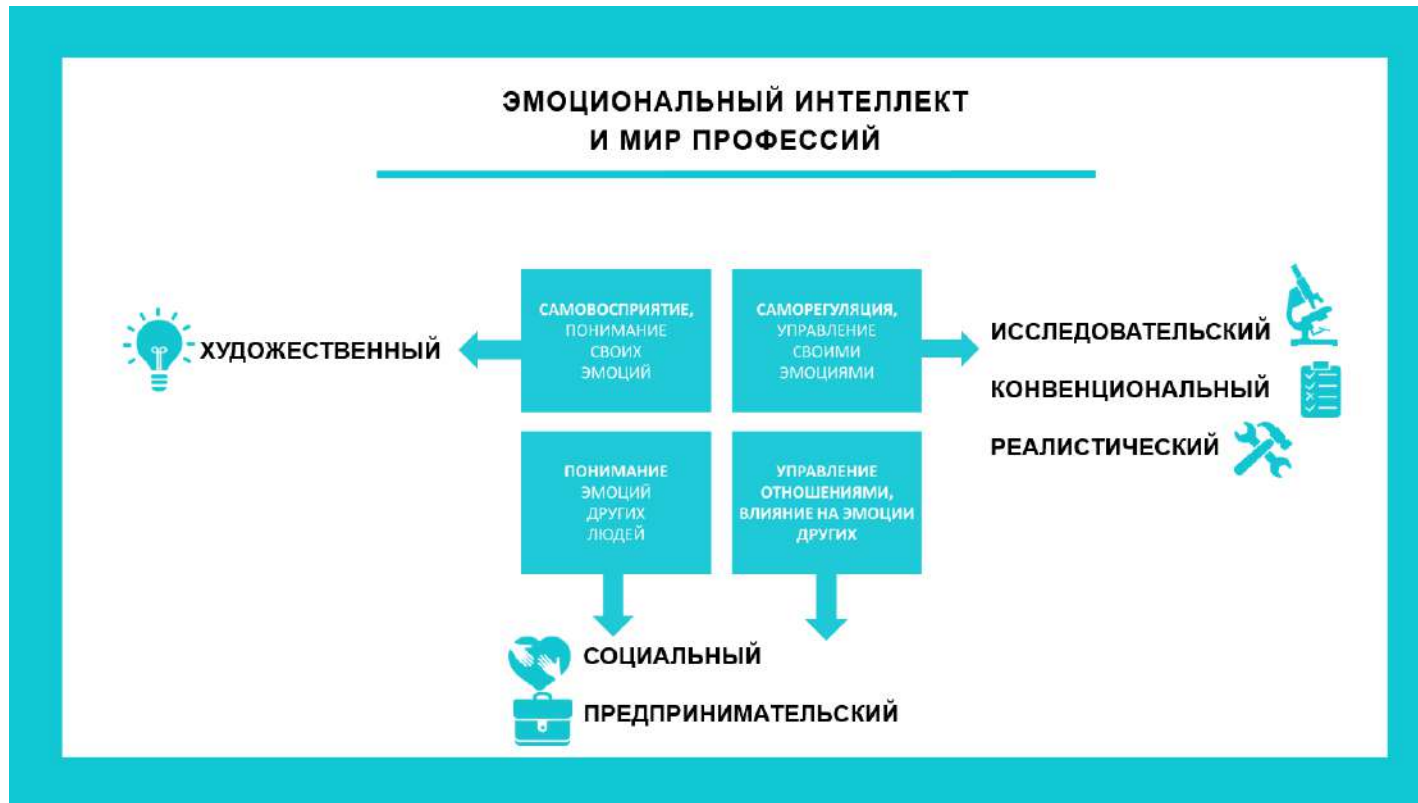 ЭМОЦИОНАЛЬНЫЙ ИНТЕЛЛЕКТ
И МИР ПРОФЕССИЙ
ХУДОЖЕСТВЕННЫЙ
САМОВОСПРИЯТИЕ,
ПОНИМАНИЕ
СВОИХ
ЭМОЦИЙ
САМОРЕГУЛЯЦИЯ,
УПРАВЛЕНИЕ
СВОИМИ
ЭМОЦИЯМИ
ИССЛЕДОВАТЕЛЬСКИЙ
КОНВЕНЦИОНАЛЬНЫЙ
РЕАЛИСТИЧЕСКИЙ
ПОНИМАНИЕ
ЭМОЦИЙ
ДРУГИХ
ЛЮДЕЙ
УПРАВЛЕНИЕ
ОТНОШЕНИЯМИ,
ВЛИЯНИЕ НА ЭМОЦИИ
ДРУГИХ
СОЦИАЛЬНЫЙ
ПРЕДПРИНИМАТЕЛЬСКИЙ